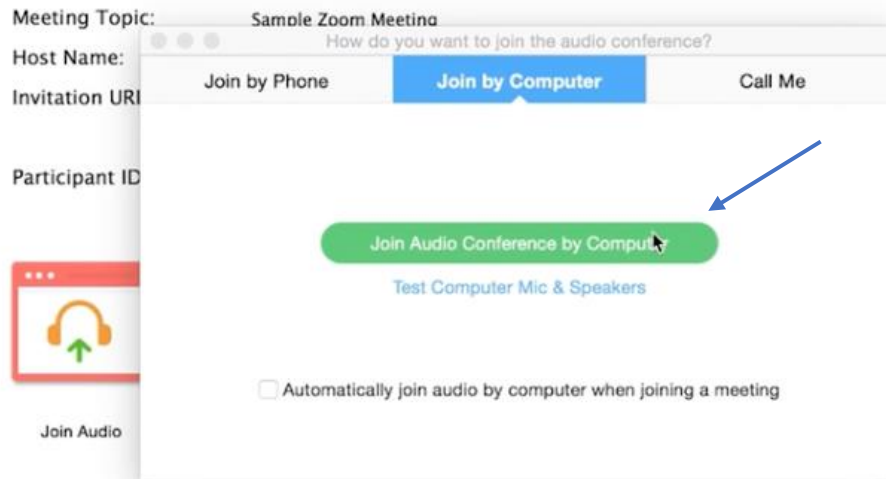 Meeting Topic: Sample Zoom Meeting
How do you want to join the audio conference?
Host Name:
Join by Phone Join by Computer Call Me
Invitation URL
Participant ID
Join Audio Conference by Computer
Test Computer Mic & Speakers
Automatically join audio by computer when joining a meeting
Join Audio